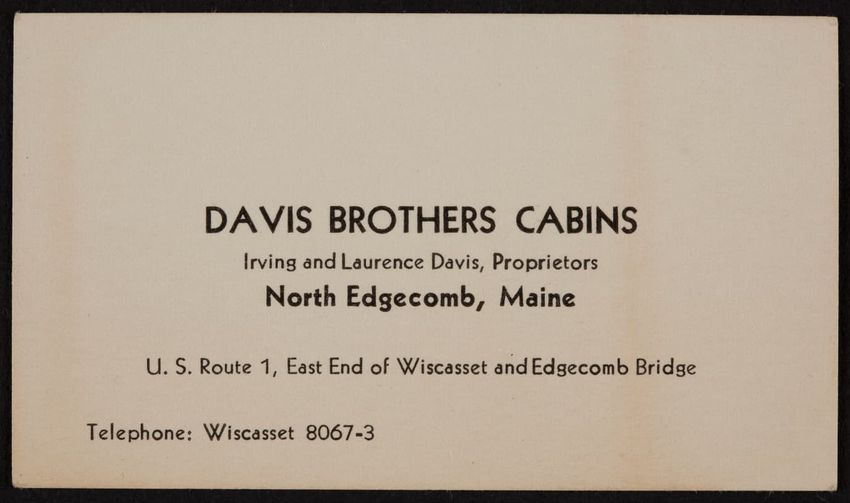 DAVIS BROTHERS CABINS
Irving and Laurence Davis, Proprietors
North Edgecomb, Maine
U. S. Route 1, East End of Wiscasset and Edgecomb Bridge
Telephone: Wiscasset 8067-3